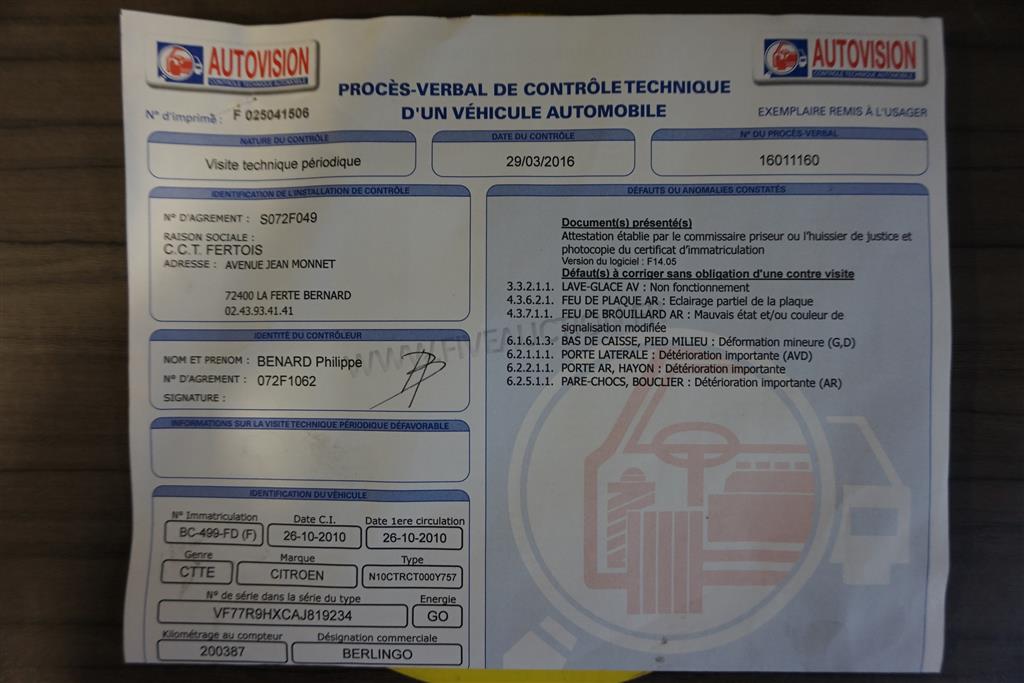 AUTOVISION
CONTRÔLE TECHNIQUE AUTOMOBILE
AUTOVISION
CONTRÔLE TECHNIQUE AUTOMOBILE
PROCÈS-VERBAL DE CONTRÔLE TECHNIQUE
D'UN VÉHICULE AUTOMOBILE
N° d'imprimé : F 025041506
EXEMPLAIRE REMIS À L'USAGER
NATURE DU CONTRÔLE
Visite technique périodique
DATE DU CONTRÔLE
29/03/2016
N° DU PROCÈS-VERBAL
16011160
IDENTIFICATION DE L'INSTALLATION DE CONTRÔLE
N° D'AGREMENT : S072F049
RAISON SOCIALE :
C.C.T. FERTOIS
ADRESSE : AVENUE JEAN MONNET
72400 LA FERTE BERNARD
02.43.93.41.41
IDENTITÉ DU CONTRÔLEUR
NOM ET PRENOM : BENARD Philippe
N° D'AGREMENT : 072F1062
SIGNATURE :
INFORMATIONS SUR LA VISITE TECHNIQUE PÉRIODIQUE DÉFAVORABLE
IDENTIFICATION DU VÉHICULE
N° Immatriculation Date C.I. Date 1ere circulation
BC-499-FD (F) 26-10-2010 26-10-2010
Genre Marque Type
CTTE CITROEN N10CTRCT000Y757
N° de série dans la série du type Energie
VF77R9HXCAJ819234 GO
Kilométrage au compteur Désignation commerciale
200387 BERLINGO
DÉFAUTS OU ANOMALIES CONSTATÉS
Document(s) présenté(s)
Attestation établie par le commissaire priseur ou l'huissier de justice et
photocopie du certificat d'immatriculation
Version du logiciel : F14.05
Défaut(s) à corriger sans obligation d'une contre visite
3.3.2.1.1. LAVE-GLACE AV : Non fonctionnement
4.3.6.2.1. FEU DE PLAQUE AR : Eclairage partiel de la plaque
4.3.7.1.1. FEU DE BROUILLARD AR : Mauvais état et/ou couleur de
signalisation modifiée
6.1.6.1.3. BAS DE CAISSE, PIED MILIEU : Déformation mineure (G,D)
6.2.1.1.1. PORTE LATERALE : Détérioration importante (AVD)
6.2.2.1.1. PORTE AR, HAYON : Détérioration importante
6.2.5.1.1. PARE-CHOCS, BOUCLIER : Détérioration importante (AR)